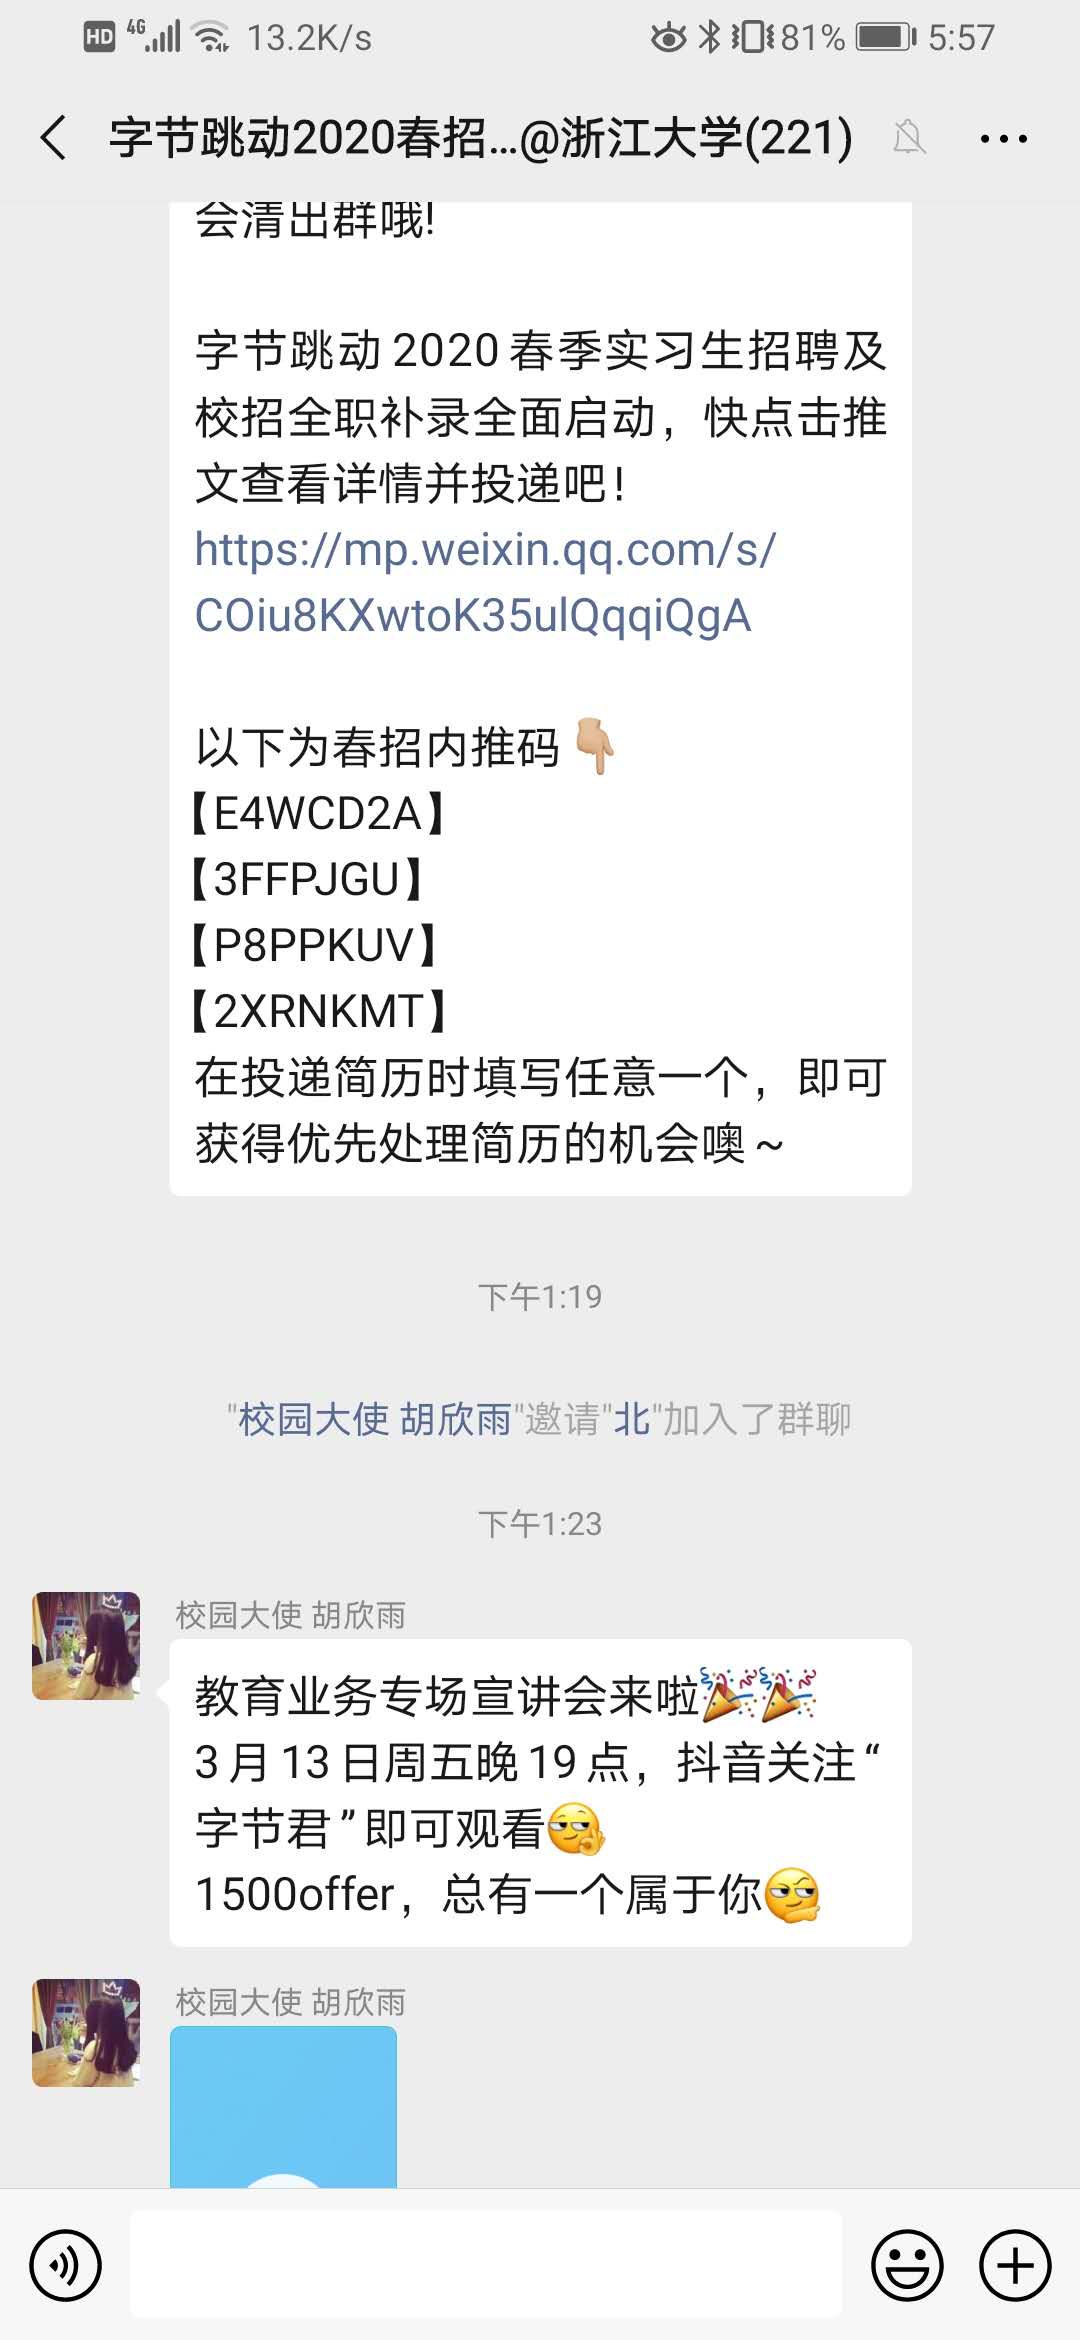 HD 4G 13.2K/s 81% 5:57
字节跳动2020春招...@浙江大学(221)
会清出群哦!
字节跳动2020春季实习生招聘及
校招全职补录全面启动，快点击推
文查看详情并投递吧!
https://mp.weixin.qq.com/s/
COiu8KXwtoK35ulQqqiQgA
以下为春招内推码👇🏼
【E4WCD2A】
【3FFPJGU】
【P8PPKUV】
【2XRNKMT】
在投递简历时填写任意一个，即可
获得优先处理简历的机会噢～
下午1:19
"校园大使 胡欣雨"邀请"北"加入了群聊
下午1:23
校园大使 胡欣雨
教育业务专场宣讲会来啦🎉🎉
3月13日周五晚19点，抖音关注“
字节君”即可观看
1500offer，总有一个属于你
校园大使 胡欣雨